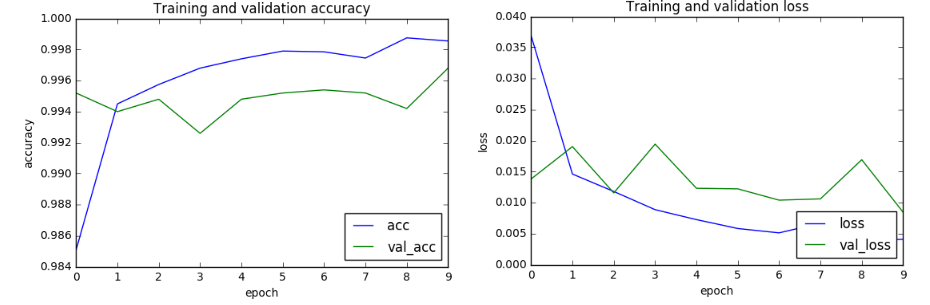 Training and validation accuracy
1.000
0.998
0.996
0.994
0.992
0.990
0.988
0.986
0.984
accuracy
0 1 2 3 4 5 6 7 8 9
epoch
acc
val_acc
Training and validation loss
0.040
0.035
0.030
0.025
0.020
0.015
0.010
0.005
0.000
loss
0 1 2 3 4 5 6 7 8 9
epoch
loss
val_loss